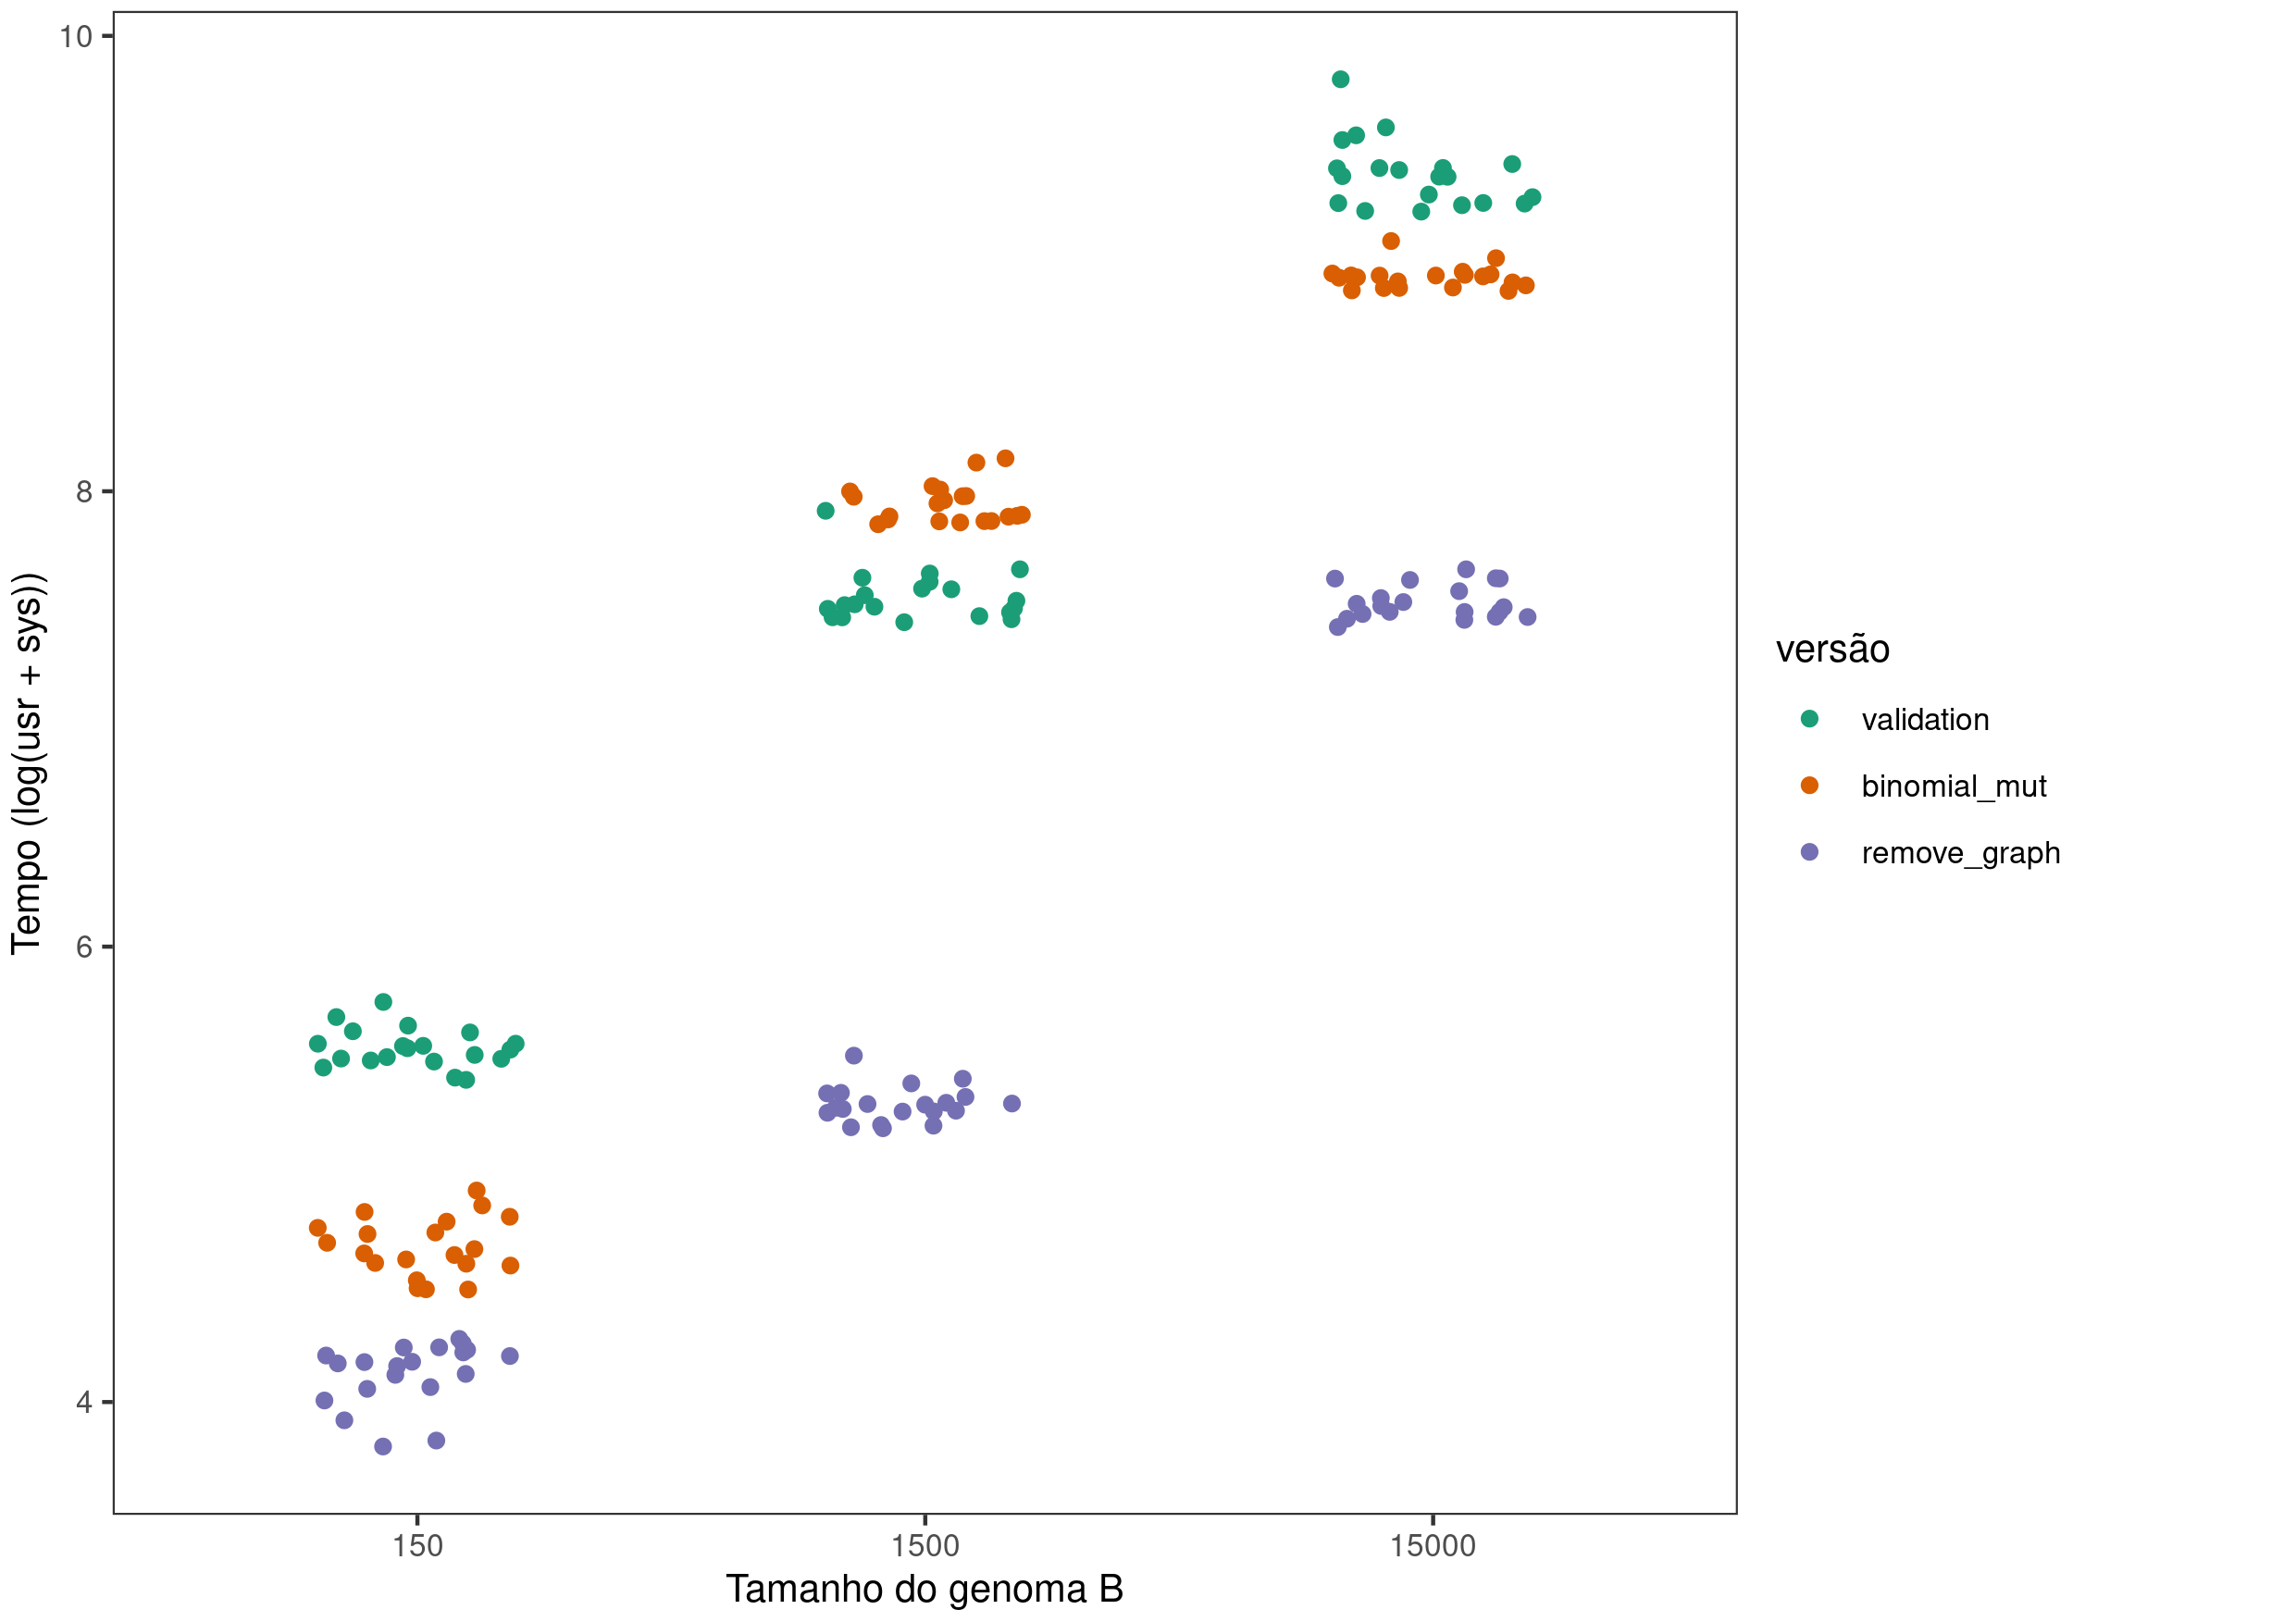 10
8
6
4
Tempo (log(usr + sys))
150
1500
15000
Tamanho do genoma B
versão
validation
binomial_mut
remove_graph